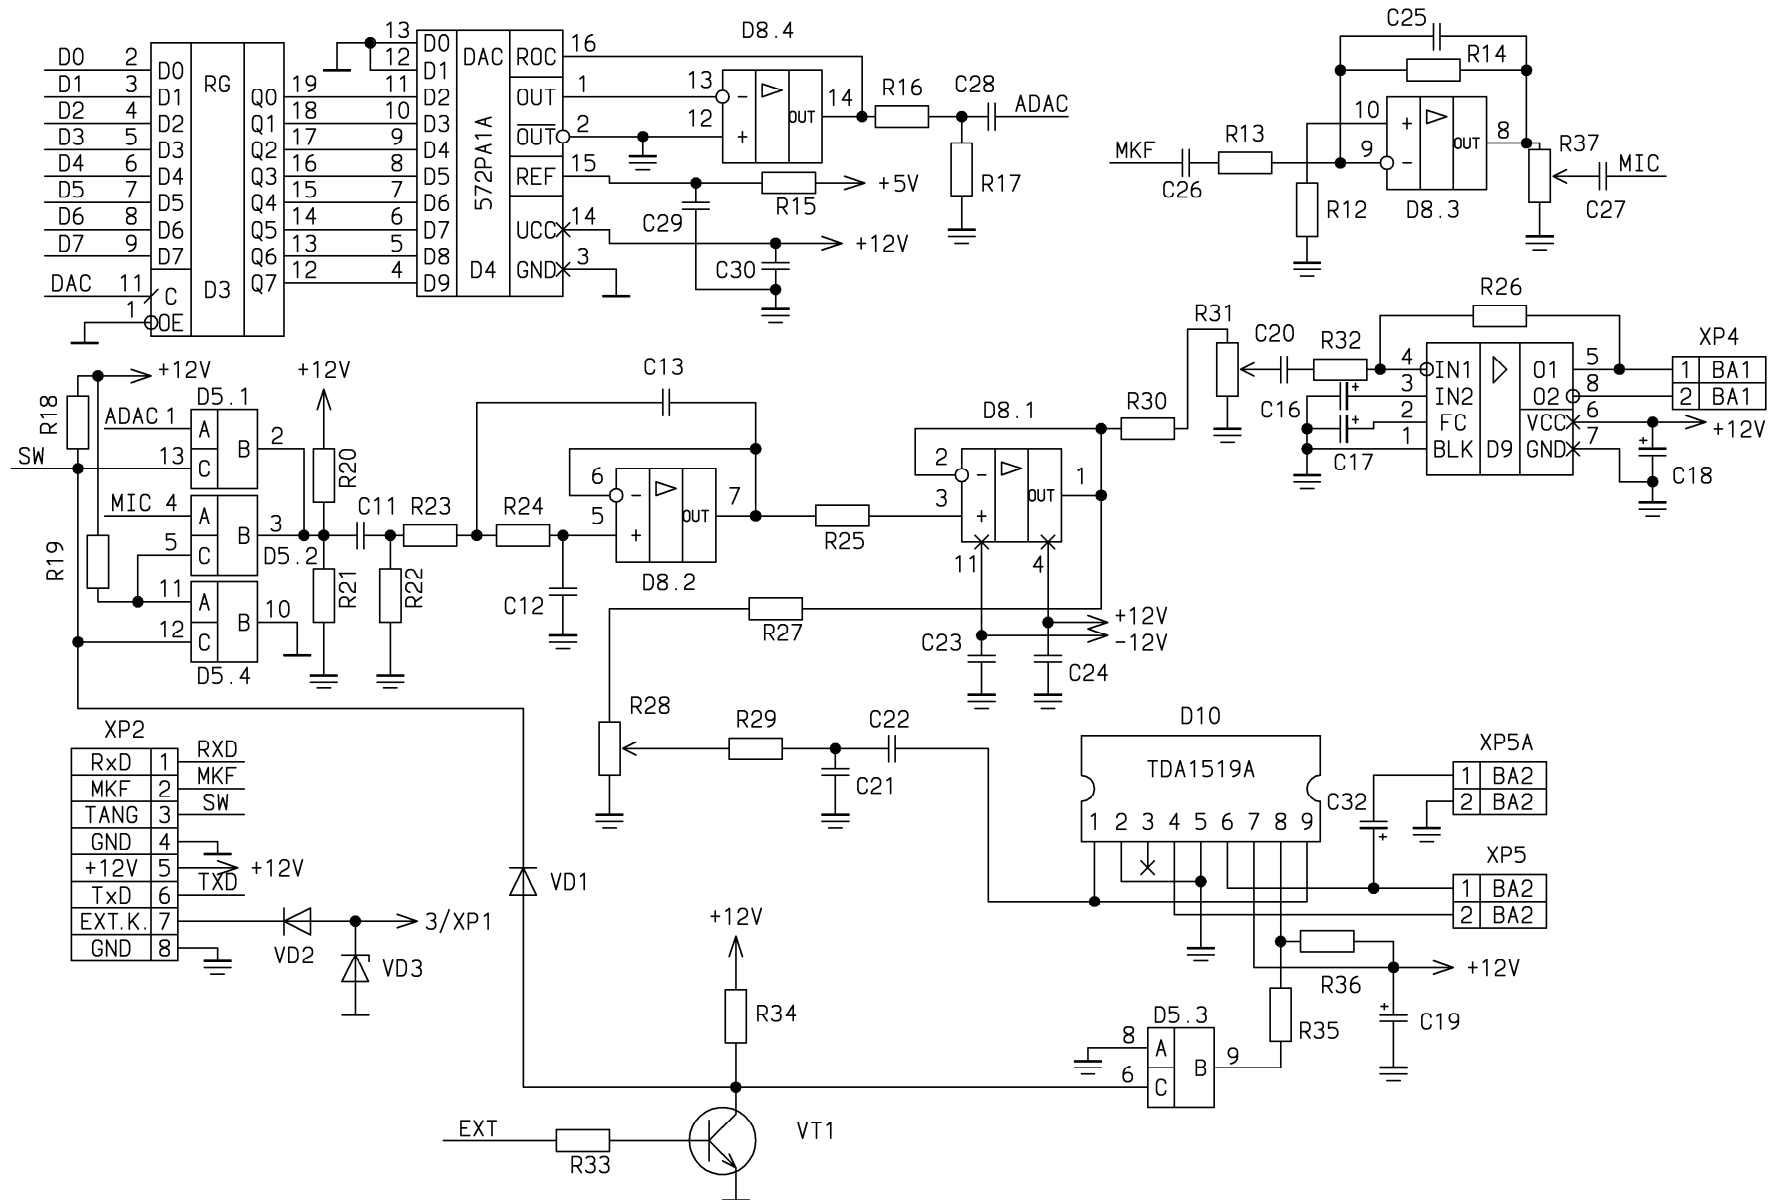 D0 2 D0 RG Q0 19
D1 3 D1 Q1 18
D2 4 D2 Q2 17
D3 5 D3 Q3 16
D4 6 D4 Q4 15
D5 7 D5 Q5 14
D6 8 D6 Q6 13
D7 9 D7 Q7 12
DAC 11 C D3
1 OE
13 D0 DAC ROC 16
12 D1
11 D2 OUT 1
10 D3
9 D4 OUT 2
8 D5 REF 15
7 D6
6 D7 UCC 14
5 D8
4 D9 GND 3
572PA1A
D4
D8.4
13 - 14
12 + OUT
R16 C28 ADAC
R17
C29 R15 +5V
C30 +12V
C25
R14
MKF C26 R13
10 + 8
9 - OUT
R12 D8.3
R37 MIC
C27
+12V
R18
D5.1
ADAC 1 A B 2
SW 13 C
MIC 4 A B 3
5 C D5.2
R19
11 A B 10
12 C
D5.4
+12V
R20
R21
C11 R23
R22
R24
C12
C13
6 - 7
5 + OUT
D8.2
R25
D8.1
2 - 1
3 + OUT
11 4
C23 C24
+12V
-12V
R27
R30
R31
C20 R32
R26
4 IN1 O1 5
3 IN2 O2 8
2 FC VCC 6
1 BLK D9 GND 7
C16 +
C17 +
XP4
1 BA1
2 BA1
+12V
+ C18
R28 R29 C22
C21
D10
TDA1519A
1 2 3 4 5 6 7 8 9
C32 +
XP5A
1 BA2
2 BA2
XP5
1 BA2
2 BA2
R36 +12V
R35
+ C19
D5.3
8 A B 9
6 C
XP2
RxD 1 RXD
MKF 2 MKF
TANG 3 SW
GND 4
+12V 5 +12V
TxD 6 TXD
EXT.K. 7 3/XP1
GND 8
VD2
VD3
VD1
+12V
R34
EXT R33 VT1